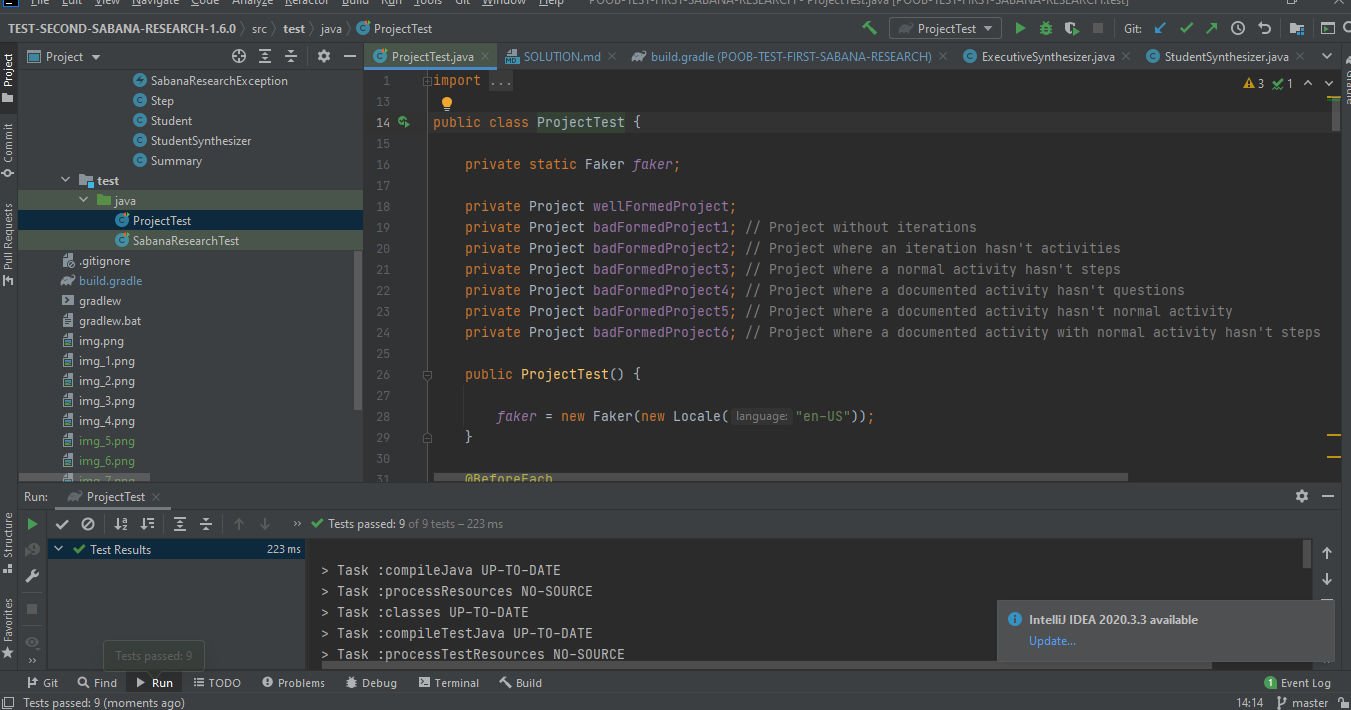 File Edit View Navigate Code Analyze Refactor Build Run Tools Git Window Help POOB-TEST-FIRST-SABANA-RESEARCH - ProjectTest.java [POOB-TEST-FIRST-SABANA-RESEARCH.test]
TEST-SECOND-SABANA-RESEARCH-1.6.0 src test java ProjectTest ProjectTest Git:
Project ProjectTest.java SOLUTION.md build.gradle (POOB-TEST-FIRST-SABANA-RESEARCH) ExecutiveSynthesizer.java StudentSynthesizer.java
Project
Commit
Pull Requests
Structure
Favorites
Gradle
SabanaResearchException
Step
Student
StudentSynthesizer
Summary
test
java
ProjectTest
SabanaResearchTest
.gitignore
build.gradle
gradlew
gradlew.bat
img.png
img_1.png
img_2.png
img_3.png
img_4.png
img_5.png
img_6.png
img_7.png
3 1
1 import ...
13
14 public class ProjectTest {
15
16 private static Faker faker;
17
18 private Project wellFormedProject;
19 private Project badFormedProject1; // Project without iterations
20 private Project badFormedProject2; // Project where an iteration hasn't activities
21 private Project badFormedProject3; // Project where a normal activity hasn't steps
22 private Project badFormedProject4; // Project where a documented activity hasn't questions
23 private Project badFormedProject5; // Project where a documented activity hasn't normal activity
24 private Project badFormedProject6; // Project where a documented activity with normal activity hasn't steps
25
26 public ProjectTest() {
27
28 faker = new Faker(new Locale( language: "en-US"));
29 }
30
31 @BeforeEach
Run: ProjectTest
Tests passed: 9 of 9 tests – 223 ms
Test Results 223 ms
> Task :compileJava UP-TO-DATE
> Task :processResources NO-SOURCE
> Task :classes UP-TO-DATE
> Task :compileTestJava UP-TO-DATE
> Task :processTestResources NO-SOURCE
IntelliJ IDEA 2020.3.3 available
Update...
Tests passed: 9
Git Find Run TODO Problems Debug Terminal Build 1 Event Log
Tests passed: 9 (moments ago) 14:14 master